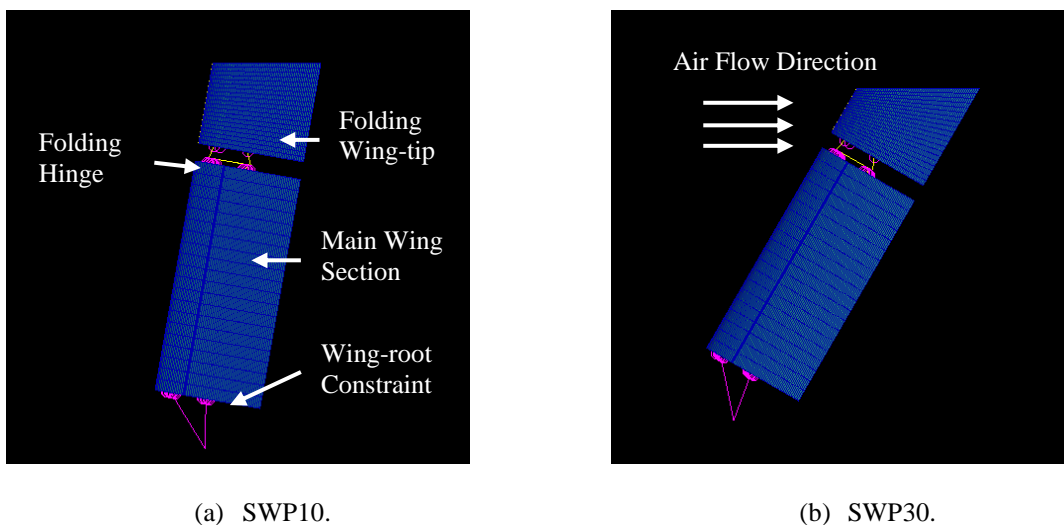 Folding
Hinge
Folding
Wing-tip
Main Wing
Section
Wing-root
Constraint
(a) SWP10.
Air Flow Direction
(b) SWP30.